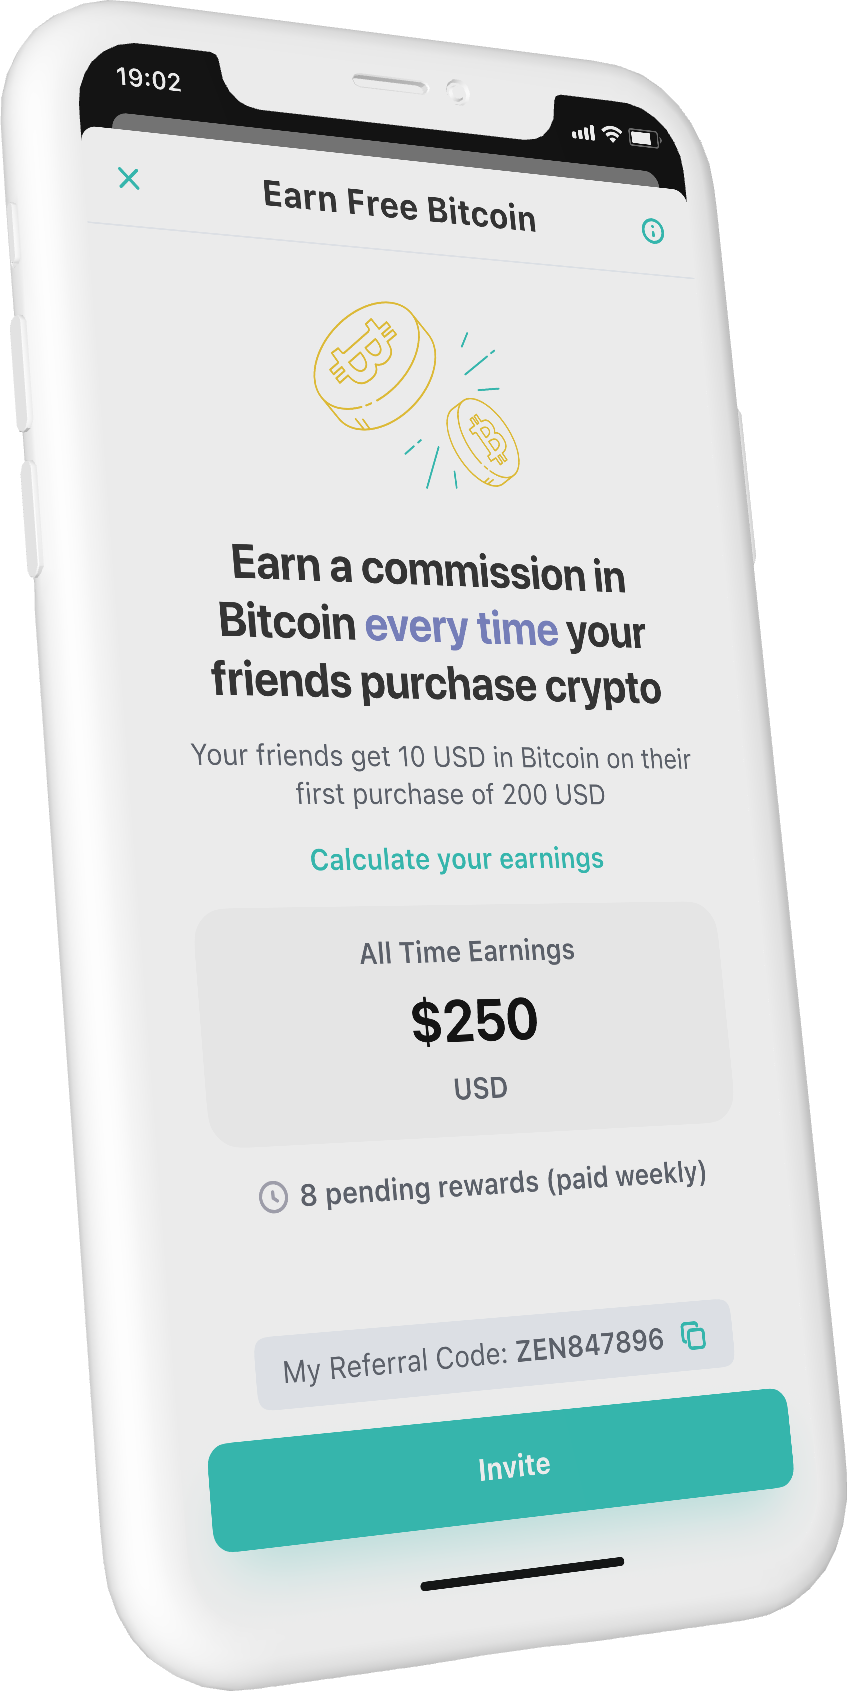 19:02
Earn Free Bitcoin
Earn a commission in
Bitcoin every time your
friends purchase crypto
Your friends get 10 USD in Bitcoin on their
first purchase of 200 USD
Calculate your earnings
All Time Earnings
$250
USD
8 pending rewards (paid weekly)
My Referral Code: ZEN847896
Invite